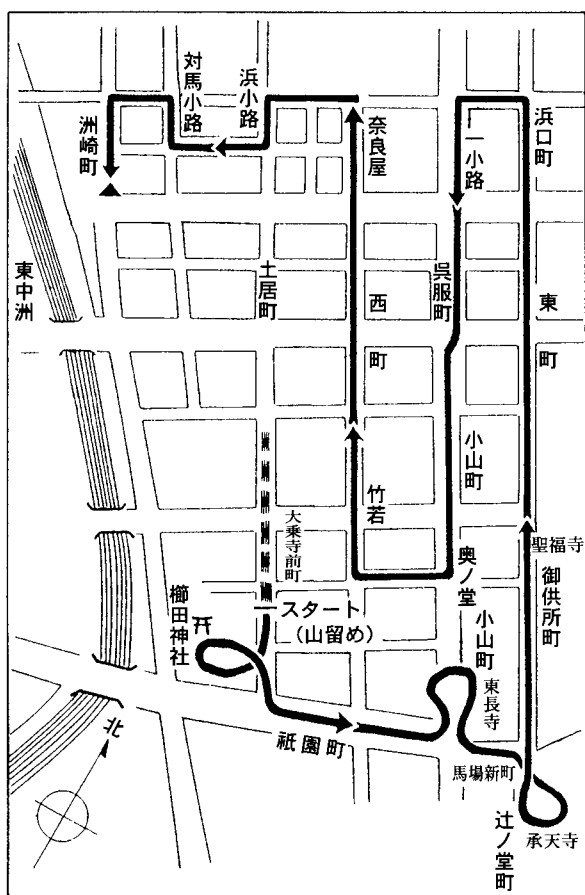 対馬小路
浜小路
洲崎町
奈良屋
一小路
浜口町
東中洲
土居町
呉服町
西町
東町
小山町
竹若
大乗寺前町
聖福寺
奥ノ堂
御供所町
櫛田神社
スタート
(山留め)
小山町
東長寺
祇園町
馬場新町
北
辻ノ堂町
承天寺